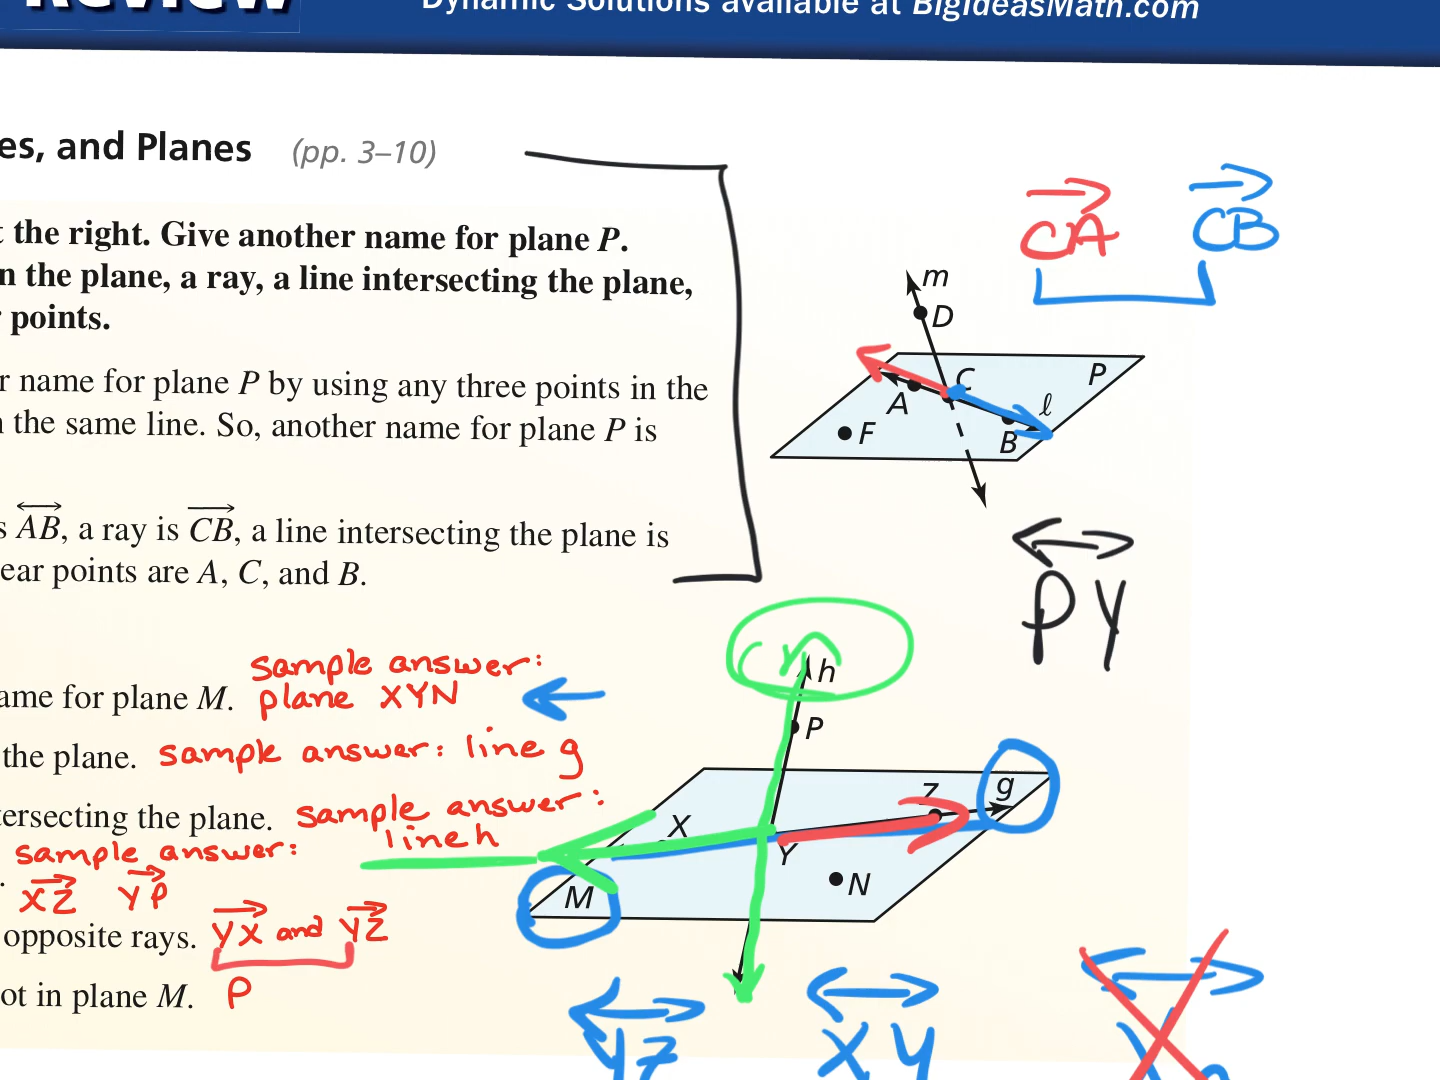 Review
Dynamic Solutions available at BigIdeasMath.com
es, and Planes (pp. 3–10)
t the right. Give another name for plane P.
n the plane, a ray, a line intersecting the plane,
r points.
r name for plane P by using any three points in the
n the same line. So, another name for plane P is
s AB, a ray is CB, a line intersecting the plane is
ear points are A, C, and B.
CA CB
m
D
C
P
A
ℓ
F
B
PY
ame for plane M. sample answer:
plane XYN
the plane. sample answer: line g
tersecting the plane. sample answer:
line h
sample answer:
. XZ YP
opposite rays. YX and YZ
ot in plane M. P
h
P
Z
g
X
Y
M
N
YZ XY